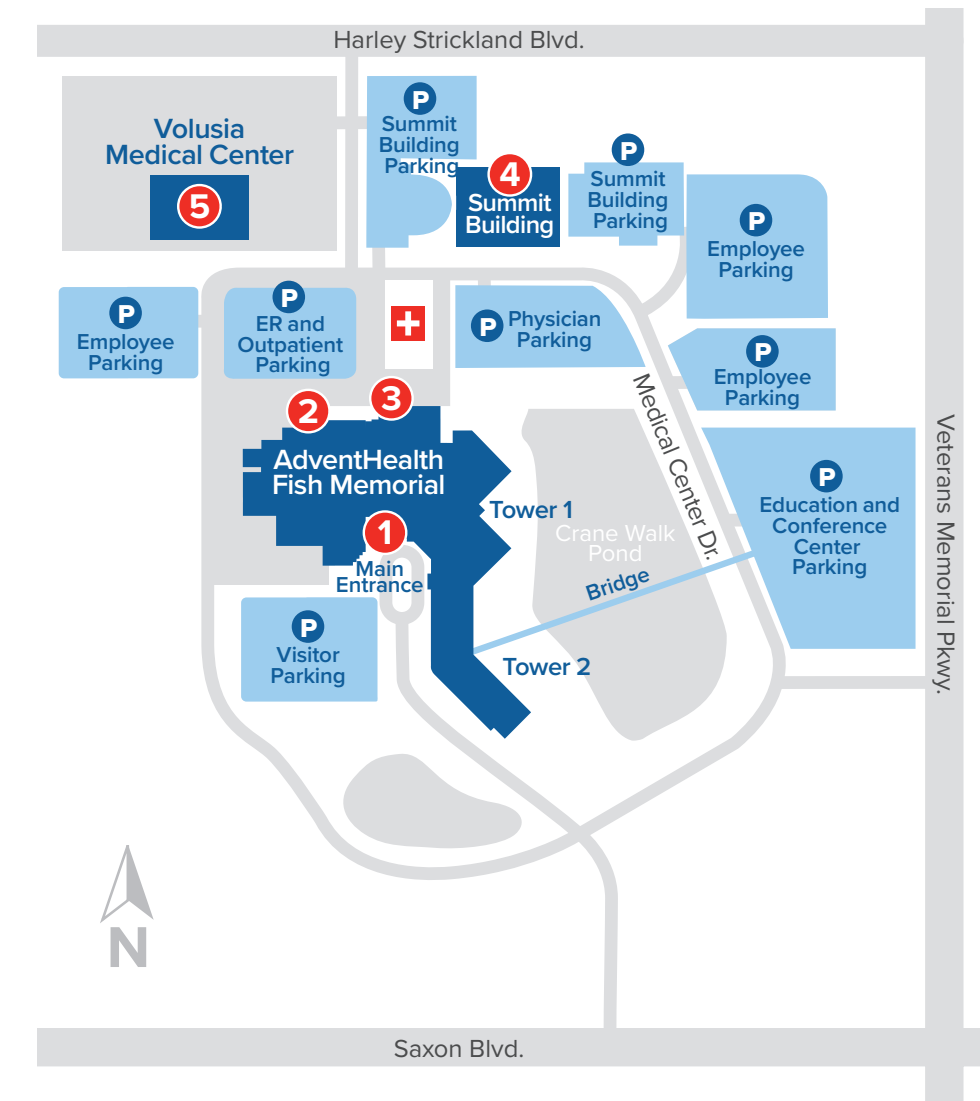 Harley Strickland Blvd.
Volusia
Medical Center
5
P
Summit
Building
Parking
4
Summit
Building
P
Summit
Building
Parking
P
Employee
Parking
P
Employee
Parking
P
ER and
Outpatient
Parking
P
Physician
Parking
P
Employee
Parking
2
3
AdventHealth
Fish Memorial
1
Main
Entrance
Tower 1
Crane Walk
Pond
Bridge
Medical Center Dr.
P
Education and
Conference
Center
Parking
Veterans Memorial Pkwy.
P
Visitor
Parking
Tower 2
N
Saxon Blvd.